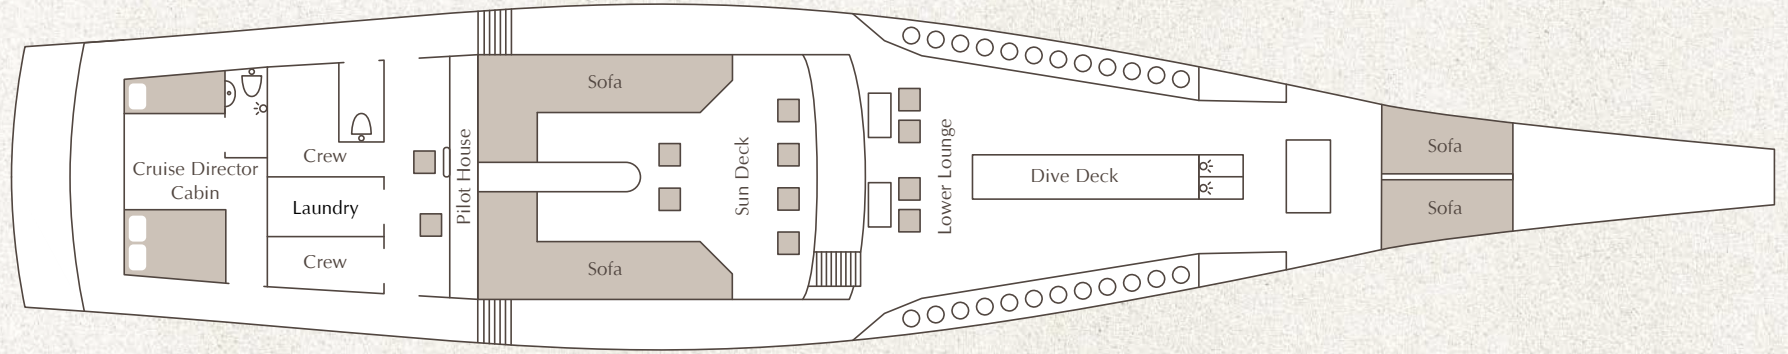 Cruise Director
Cabin
Crew
Laundry
Crew
Pilot House
Sofa
Sofa
Sun Deck
Lower Lounge
Dive Deck
Sofa
Sofa